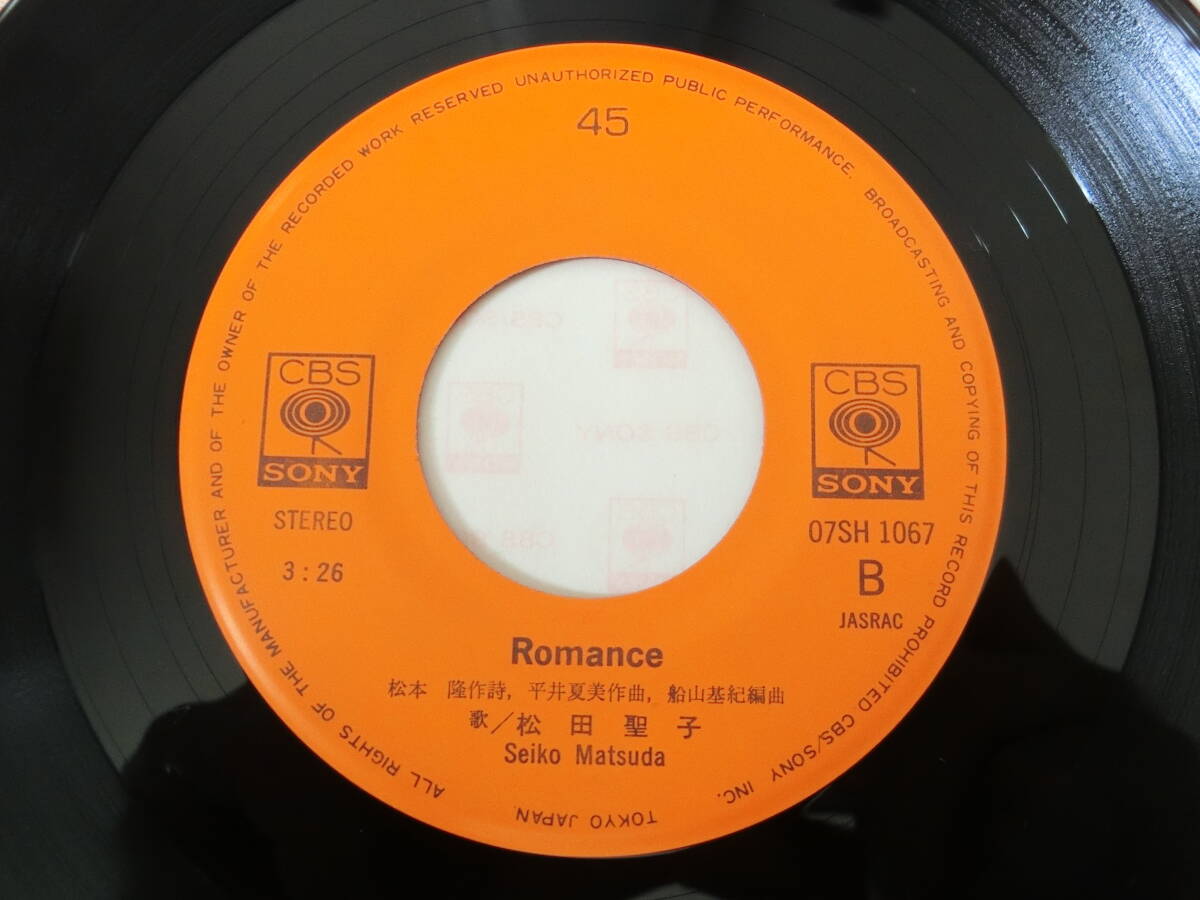 ALL RIGHTS OF THE MANUFACTURER AND OF THE OWNER OF THE RECORDED WORK RESERVED UNAUTHORIZED PUBLIC PERFORMANCE. BROADCASTING AND COPYING OF THIS RECORD PROHIBITED CBS/SONY INC.
TOKYO JAPAN.
45
CBS
SONY
STEREO
3:26
CBS
SONY
07SH 1067
B
JASRAC
CBS SONY
Romance
松本 隆作詩, 平井夏美作曲, 船山基紀編曲
歌/松田聖子
Seiko Matsuda